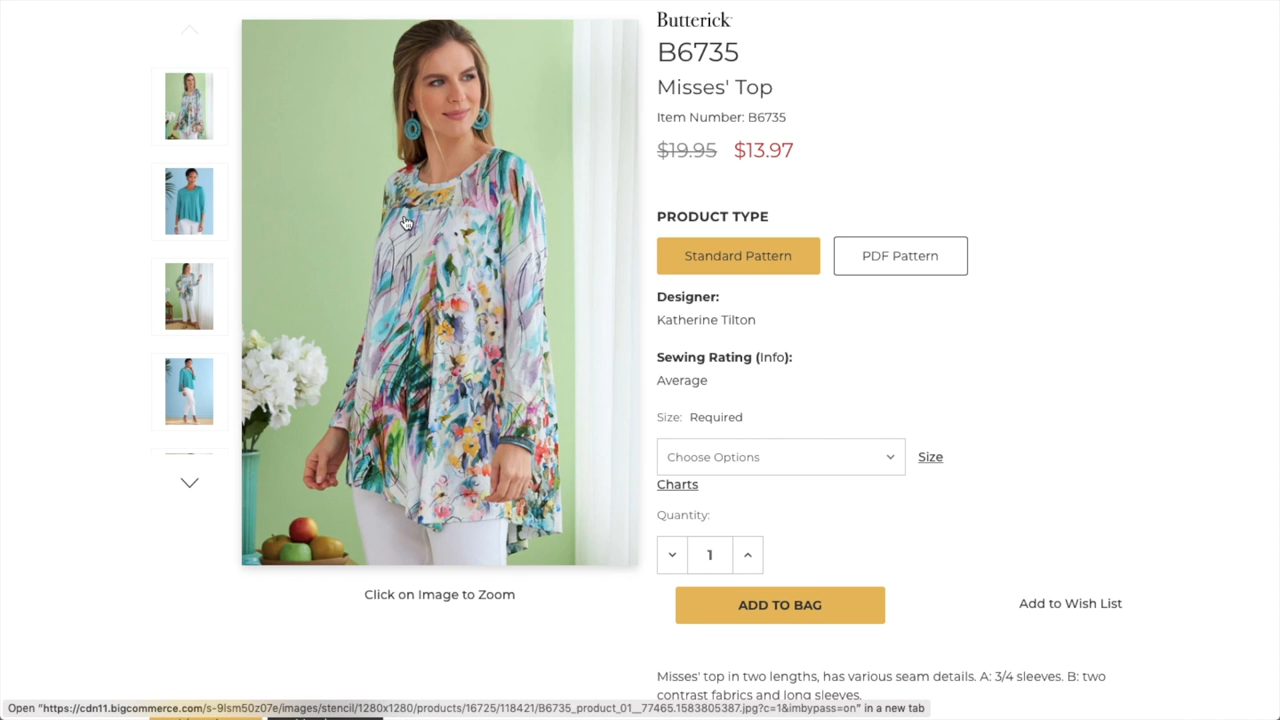 Butterick
B6735
Misses' Top
Item Number: B6735
$19.95 $13.97
PRODUCT TYPE
Standard Pattern PDF Pattern
Designer:
Katherine Tilton
Sewing Rating (Info):
Average
Size: Required
Choose Options Size
Charts
Quantity:
1
Click on Image to Zoom
ADD TO BAG Add to Wish List
Misses' top in two lengths, has various seam details. A: 3/4 sleeves. B: two
contrast fabrics and long sleeves.
Open "https://cdn11.bigcommerce.com/s-9lsm50z07e/images/stencil/1280x1280/products/16725/118421/B6735_product_01__77465.1583805387.jpg?c=1&imbypass=on" in a new tab